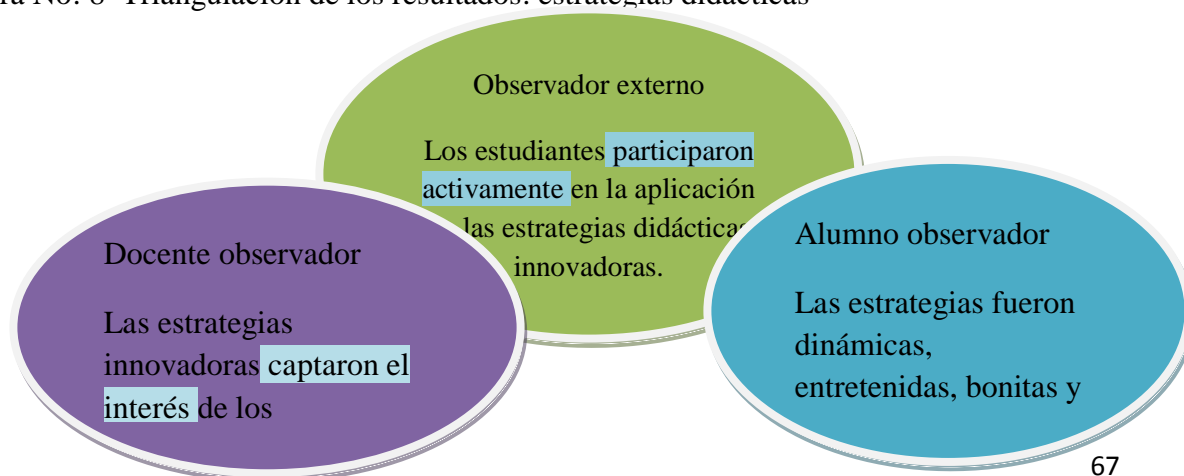 ra No. 8 Triangulación de los resultados: estrategias didácticas
Observador externo
Los estudiantes participaron
activamente en la aplicación
las estrategias didácticas
innovadoras.
Docente observador
Las estrategias
innovadoras captaron el
interés de los
Alumno observador
Las estrategias fueron
dinámicas,
entretenidas, bonitas y
67